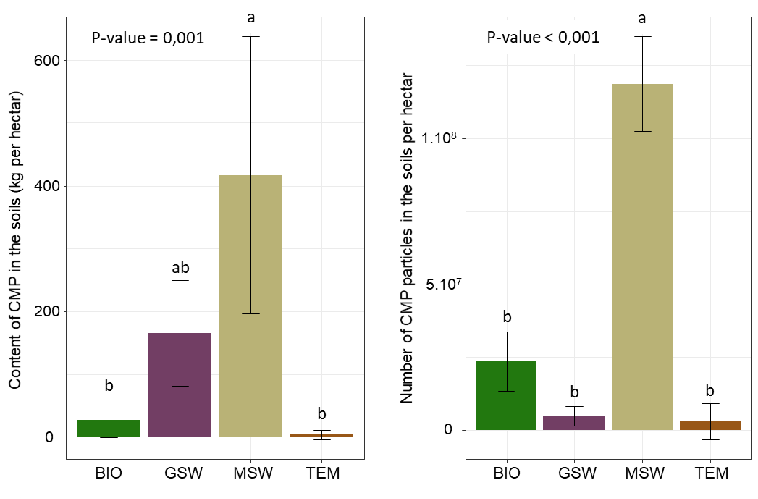 a
P-value = 0,001
600
400
ab
200
b
b
0
BIO GSW MSW TEM
Content of CMP in the soils (kg per hectar)
a
P-value < 0,001
1.10⁸
5.10⁷
b
b
b
0
BIO GSW MSW TEM
Number of CMP particles in the soils per hectar